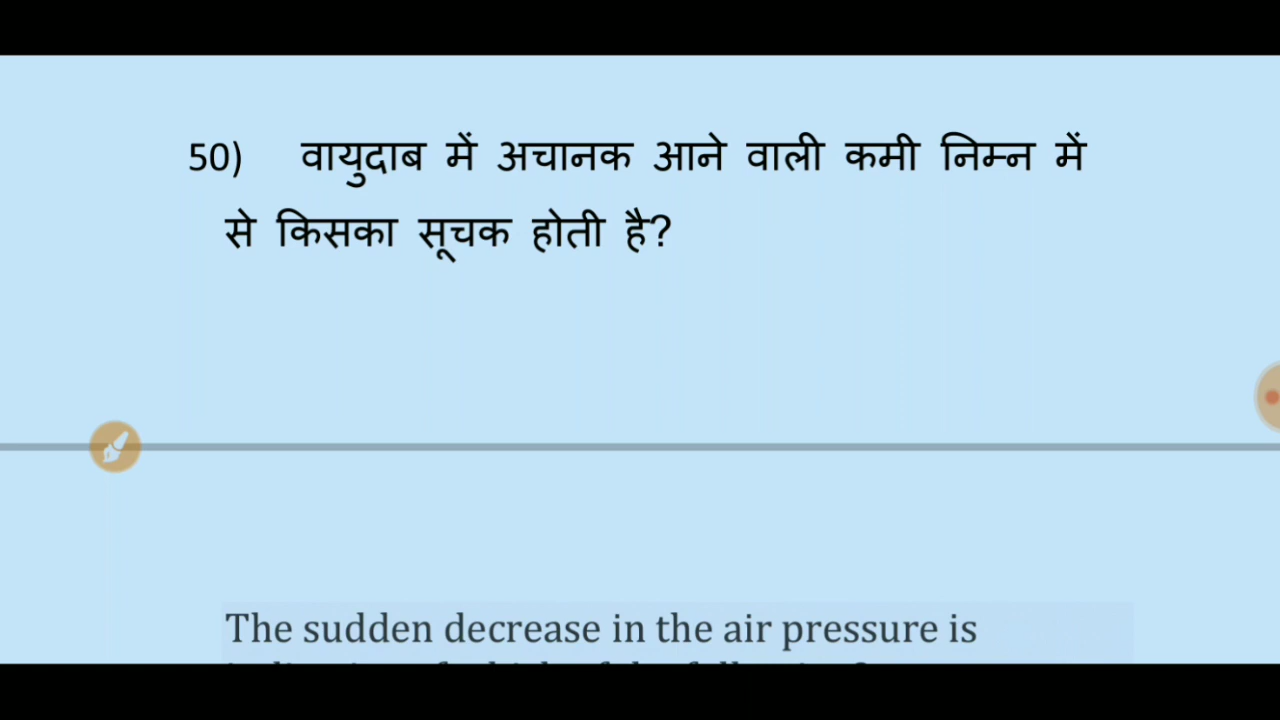 50) वायुदाब में अचानक आने वाली कमी निम्न में
से किसका सूचक होती है?
The sudden decrease in the air pressure is